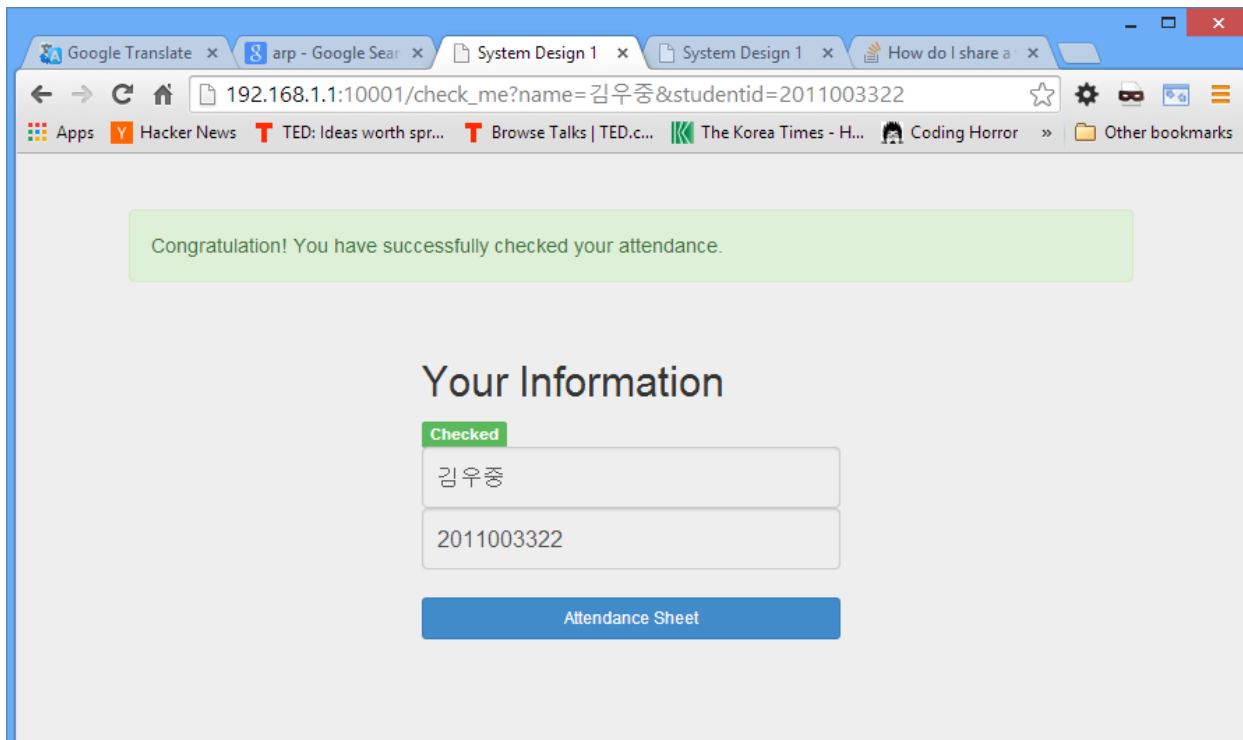 Google Translate
arp - Google Sear
System Design 1
System Design 1
How do I share a
192.168.1.1:10001/check_me?name=김우중&studentid=2011003322
Apps Hacker News TED: Ideas worth spr... Browse Talks | TED.c... The Korea Times - H... Coding Horror » Other bookmarks
Congratulation! You have successfully checked your attendance.
Your Information
Checked
김우중
2011003322
Attendance Sheet